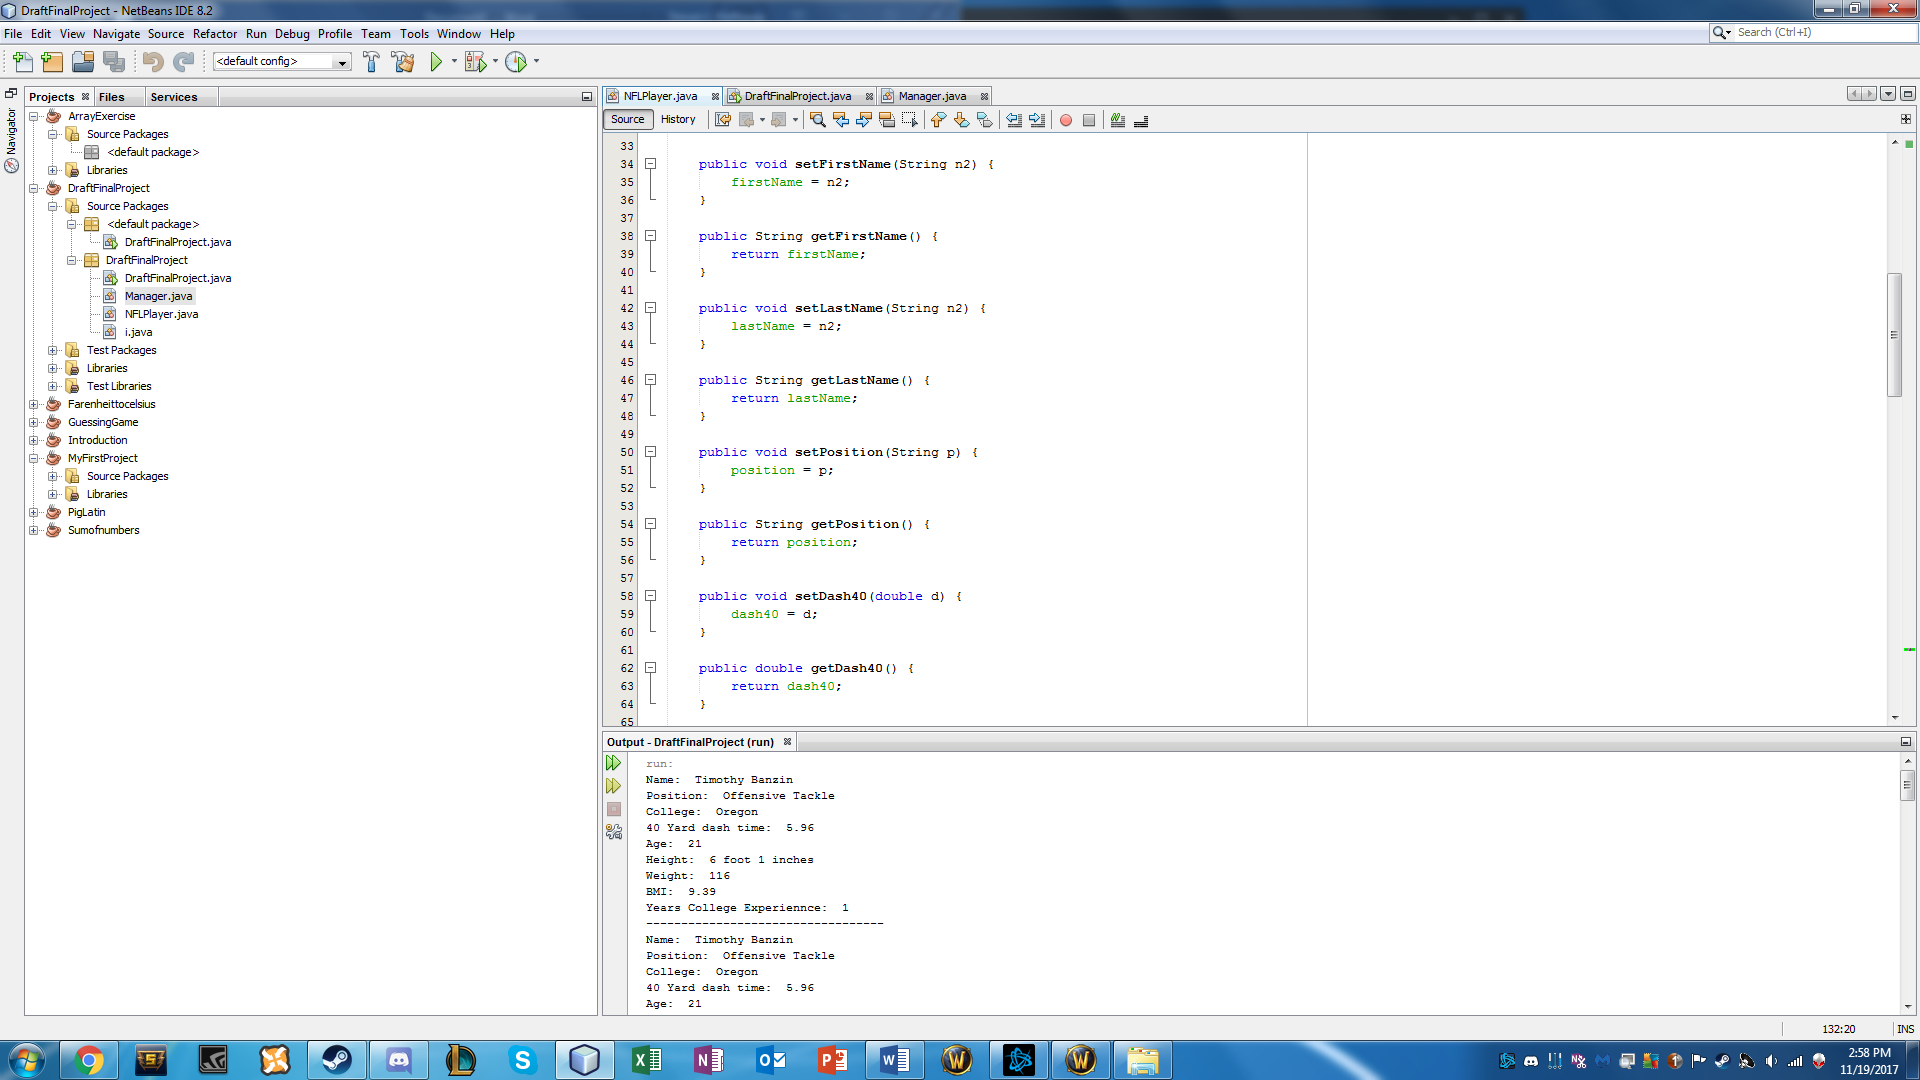 DraftFinalProject - NetBeans IDE 8.2
File Edit View Navigate Source Refactor Run Debug Profile Team Tools Window Help
Search (Ctrl+I)
<default config>
Projects Files Services
Navigator
ArrayExercise
Source Packages
<default package>
Libraries
DraftFinalProject
Source Packages
<default package>
DraftFinalProject.java
DraftFinalProject
DraftFinalProject.java
Manager.java
NFLPlayer.java
i.java
Test Packages
Libraries
Test Libraries
Farenheittocelsius
GuessingGame
Introduction
MyFirstProject
Source Packages
Libraries
PigLatin
Sumofnumbers
NFLPlayer.java DraftFinalProject.java Manager.java
Source History
33
34 public void setFirstName(String n2) {
35 firstName = n2;
36 }
37
38 public String getFirstName() {
39 return firstName;
40 }
41
42 public void setLastName(String n2) {
43 lastName = n2;
44 }
45
46 public String getLastName() {
47 return lastName;
48 }
49
50 public void setPosition(String p) {
51 position = p;
52 }
53
54 public String getPosition() {
55 return position;
56 }
57
58 public void setDash40(double d) {
59 dash40 = d;
60 }
61
62 public double getDash40() {
63 return dash40;
64 }
65
Output - DraftFinalProject (run)
run:
Name:  Timothy Banzin
Position:  Offensive Tackle
College:  Oregon
40 Yard dash time:  5.96
Age:  21
Height:  6 foot 1 inches
Weight:  116
BMI:  9.39
Years College Experiennce:  1
----------------------------------
Name:  Timothy Banzin
Position:  Offensive Tackle
College:  Oregon
40 Yard dash time:  5.96
Age:  21
132:20 INS
2:58 PM
11/19/2017